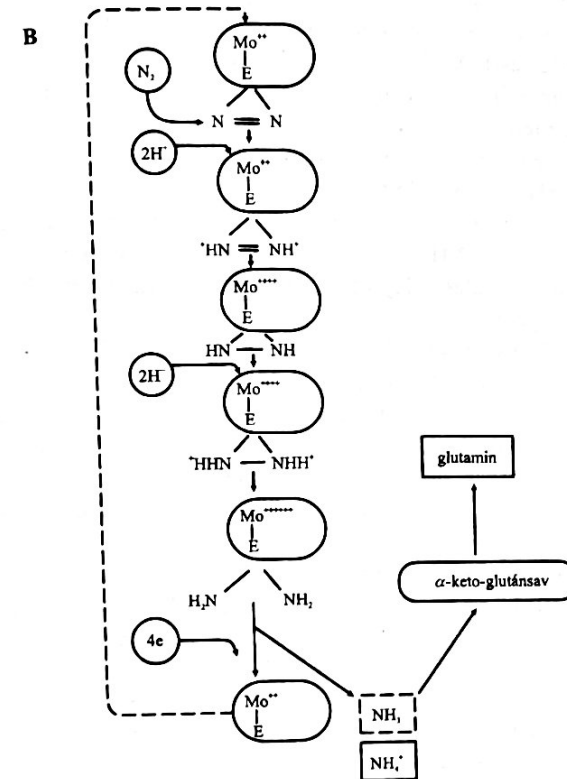 B
Mo⁺⁺
E
N₂
N = N
2H⁺
Mo⁺⁺
E
⁺HN = NH⁺
Mo⁺⁺⁺⁺
E
HN — NH
2H⁻
Mo⁺⁺⁺⁺
E
⁺HHN — NHH⁺
glutamin
Mo⁺⁺⁺⁺⁺⁺
E
α-keto-glutánsav
H₂N NH₂
4e
Mo⁺⁺
E
NH₃
NH₄⁺